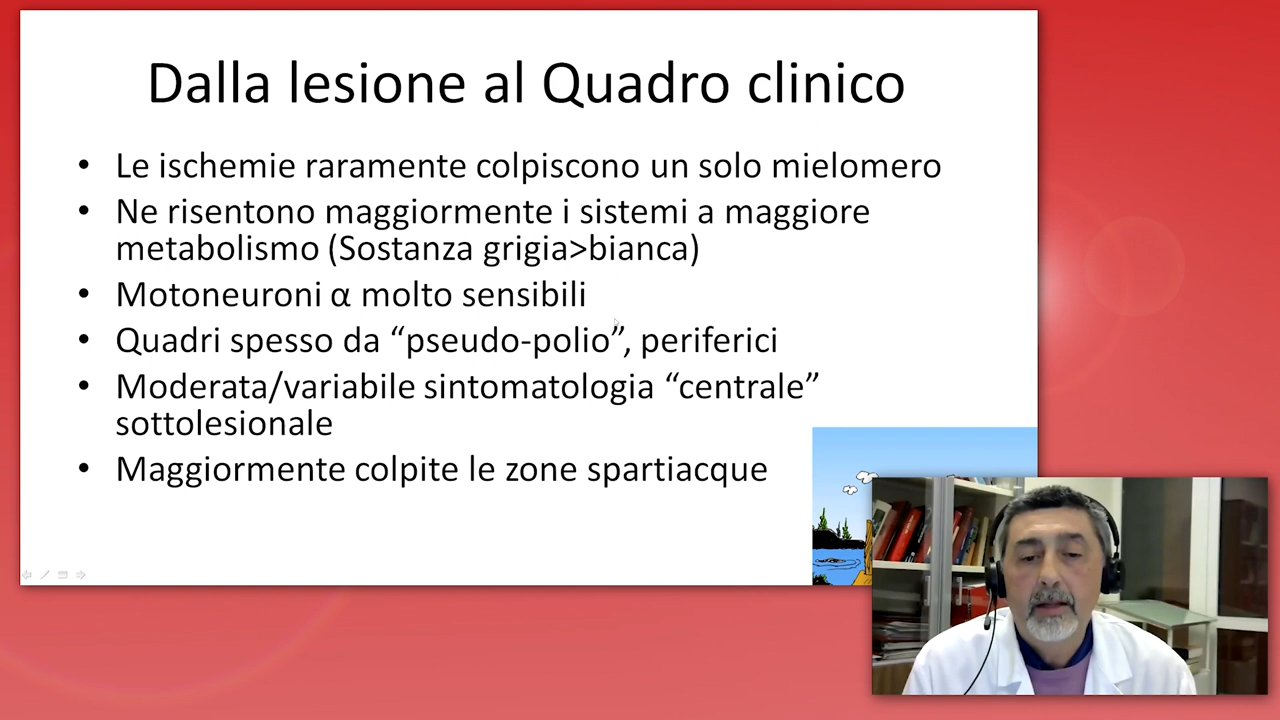 Dalla lesione al Quadro clinico
• Le ischemie raramente colpiscono un solo mielomero
• Ne risentono maggiormente i sistemi a maggiore
metabolismo (Sostanza grigia>bianca)
• Motoneuroni α molto sensibili
• Quadri spesso da “pseudo-polio”, periferici
• Moderata/variabile sintomatologia “centrale”
sottolesionale
• Maggiormente colpite le zone spartiacque